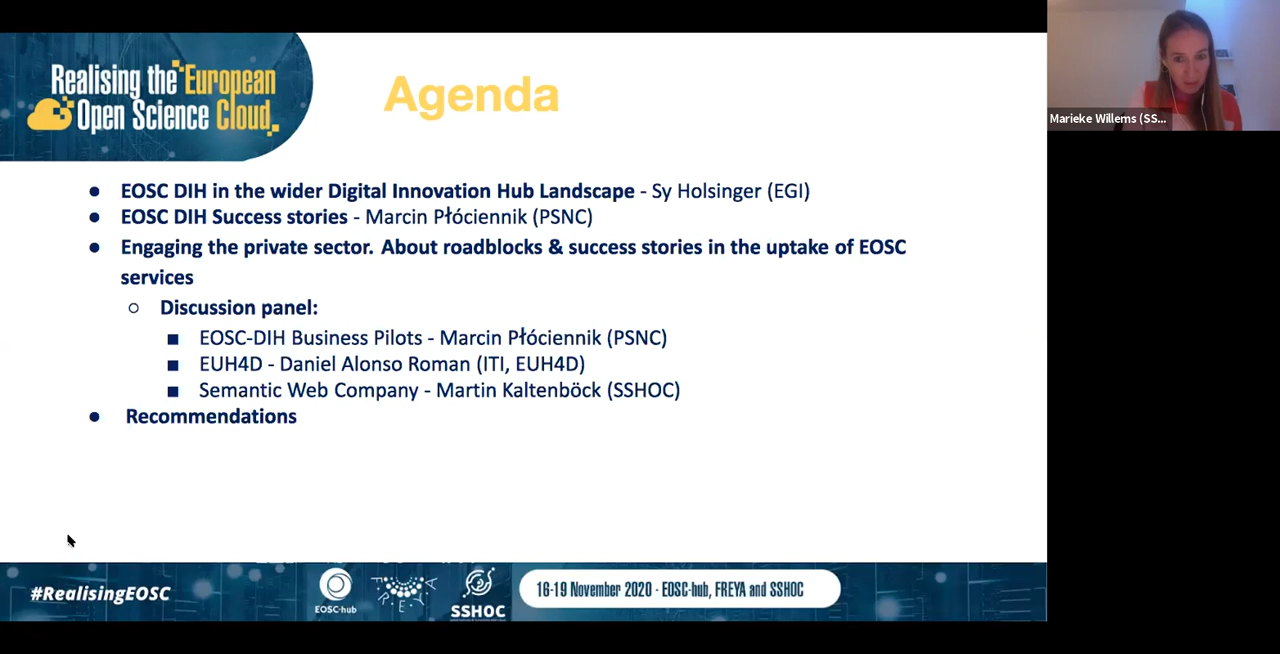 Realising the European
Open Science Cloud
Agenda
Marieke Willems (SS...
● EOSC DIH in the wider Digital Innovation Hub Landscape - Sy Holsinger (EGI)
● EOSC DIH Success stories - Marcin Płóciennik (PSNC)
● Engaging the private sector. About roadblocks & success stories in the uptake of EOSC
services
○ Discussion panel:
■ EOSC-DIH Business Pilots - Marcin Płóciennik (PSNC)
■ EUH4D - Daniel Alonso Roman (ITI, EUH4D)
■ Semantic Web Company - Martin Kaltenböck (SSHOC)
● Recommendations
#RealisingEOSC
EOSC-hub
FREYA
SSHOC
16-19 November 2020 - EOSC-hub, FREYA and SSHOC